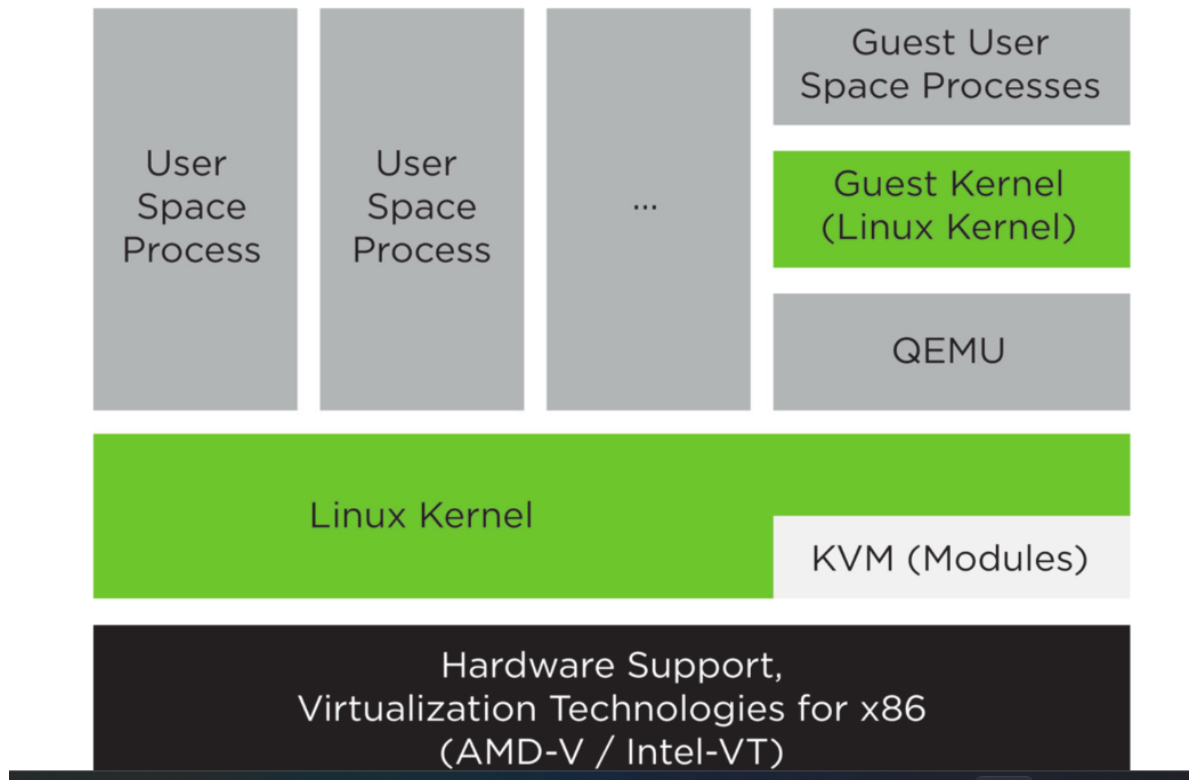 User
Space
Process
User
Space
Process
...
Guest User
Space Processes
Guest Kernel
(Linux Kernel)
QEMU
Linux Kernel
KVM (Modules)
Hardware Support,
Virtualization Technologies for x86
(AMD-V / Intel-VT)